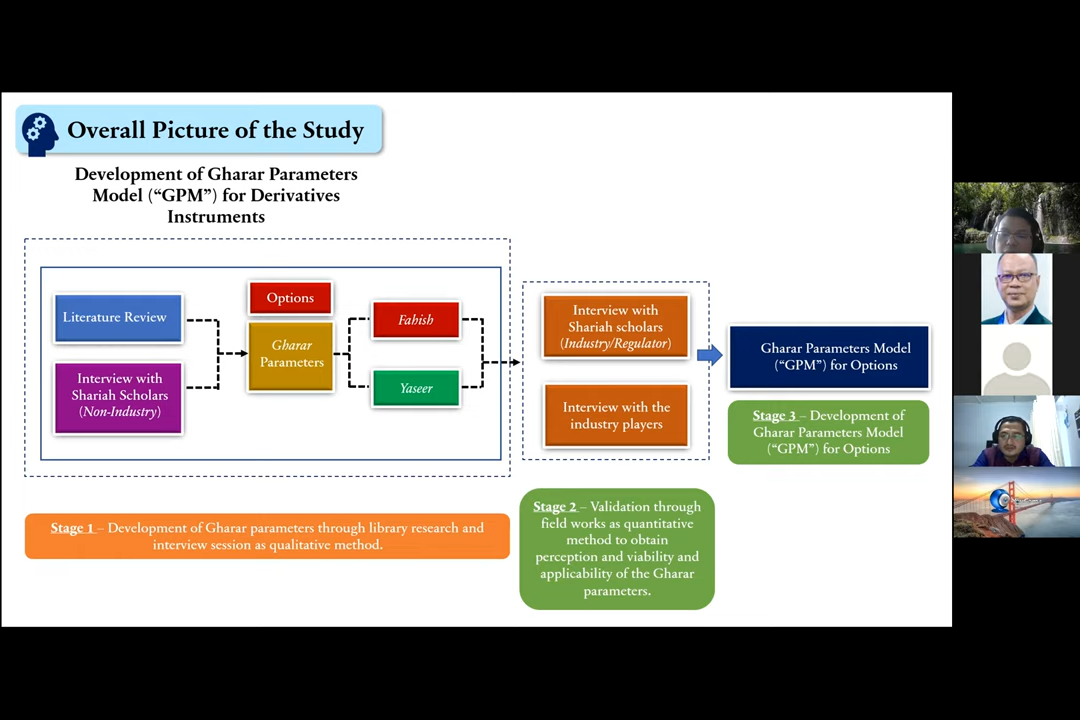 Overall Picture of the Study
Development of Gharar Parameters
Model (“GPM”) for Derivatives
Instruments
Literature Review
Interview with
Shariah Scholars
(Non-Industry)
Options
Gharar
Parameters
Fahish
Yaseer
Interview with
Shariah scholars
(Industry/Regulator)
Interview with the
industry players
Gharar Parameters Model
(“GPM”) for Options
Stage 1 – Development of Gharar parameters through library research and
interview session as qualitative method.
Stage 2 – Validation through
field works as quantitative
method to obtain
perception and viability and
applicability of the Gharar
parameters.
Stage 3 – Development of
Gharar Parameters Model
(“GPM”) for Options